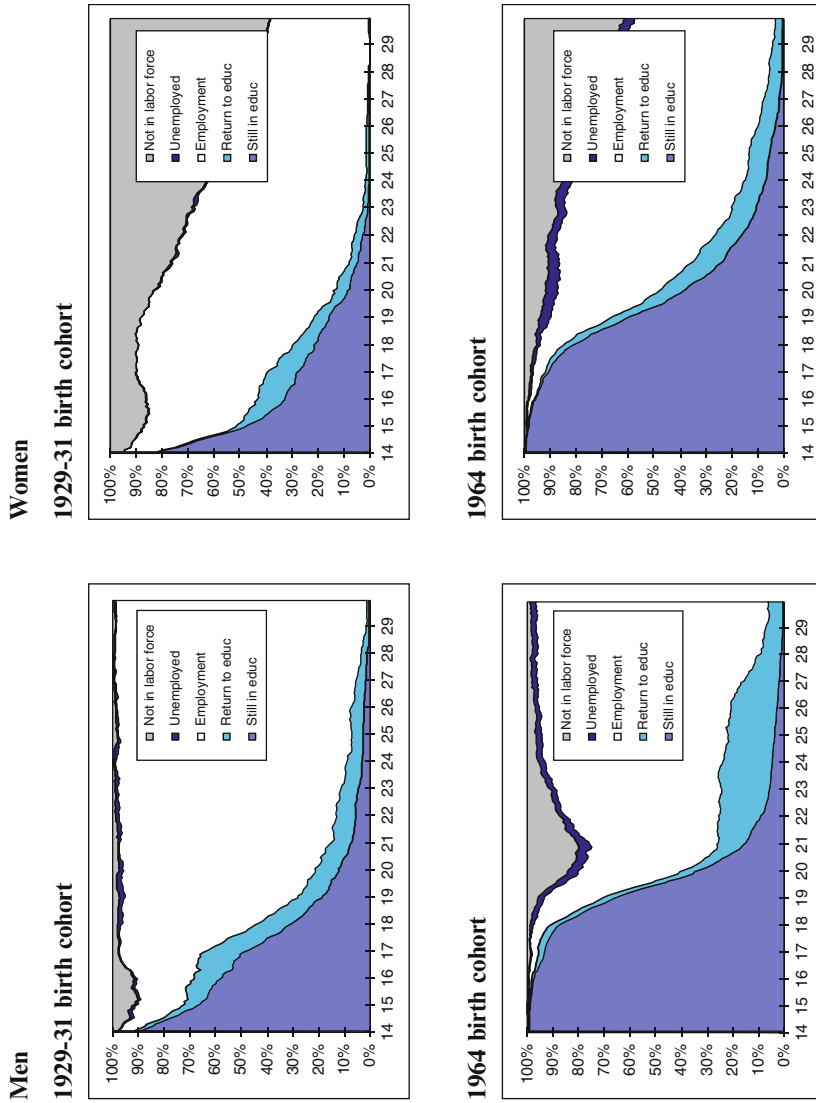 Men
1929-31 birth cohort
100%
90%
80%
70%
60%
50%
40%
30%
20%
10%
0%
Not in labor force
Unemployed
Employment
Return to educ
Still in educ
14 15 16 17 18 19 20 21 22 23 24 25 26 27 28 29
1964 birth cohort
100%
90%
80%
70%
60%
50%
40%
30%
20%
10%
0%
Not in labor force
Unemployed
Employment
Return to educ
Still in educ
14 15 16 17 18 19 20 21 22 23 24 25 26 27 28 29
Women
1929-31 birth cohort
100%
90%
80%
70%
60%
50%
40%
30%
20%
10%
0%
Not in labor force
Unemployed
Employment
Return to educ
Still in educ
14 15 16 17 18 19 20 21 22 23 24 25 26 27 28 29
1964 birth cohort
100%
90%
80%
70%
60%
50%
40%
30%
20%
10%
0%
Not in labor force
Unemployed
Employment
Return to educ
Still in educ
14 15 16 17 18 19 20 21 22 23 24 25 26 27 28 29